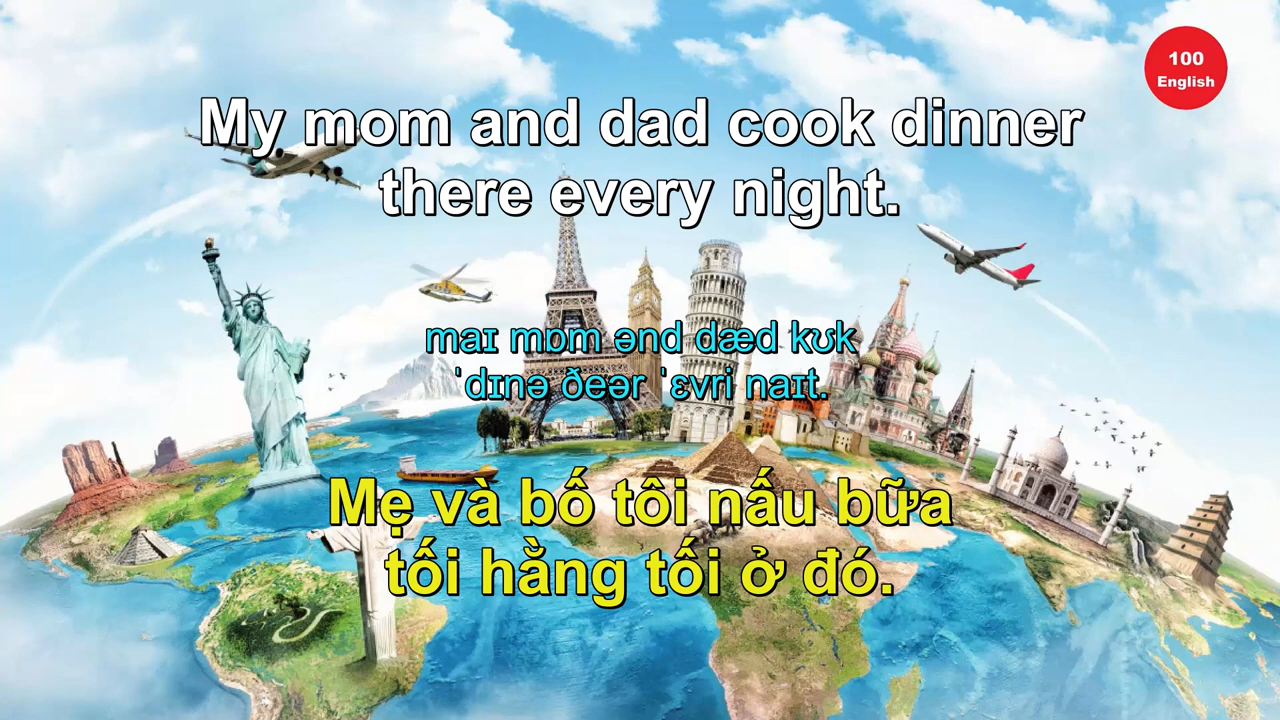 100
English
My mom and dad cook dinner
there every night.
maɪ mɒm ənd dæd kʊk
ˈdɪnə ðeər ˈɛvri naɪt.
Mẹ và bố tôi nấu bữa
tối hằng tối ở đó.